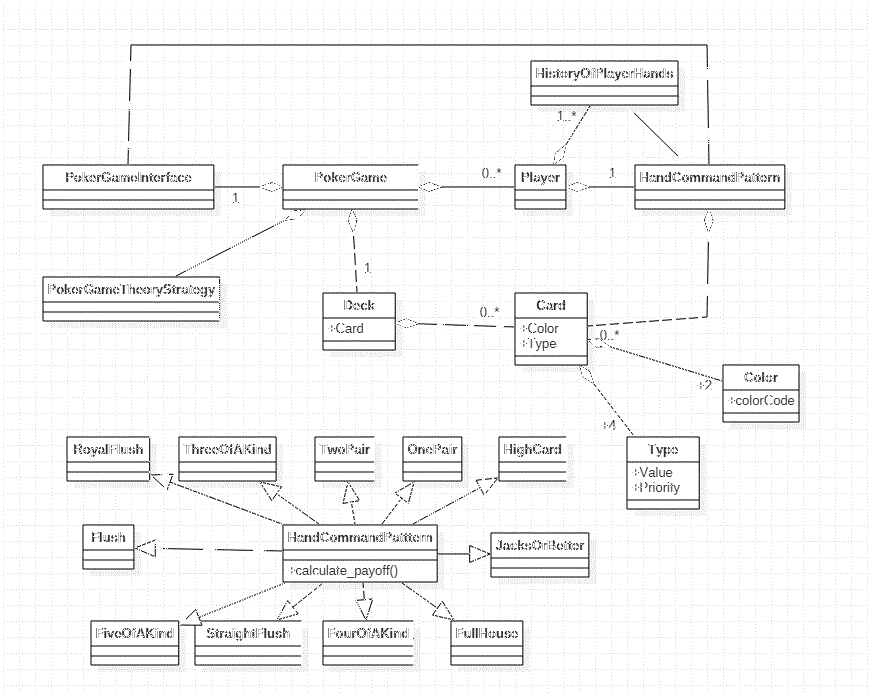 HistoryOfPlayerHands
1..*
PokerGameInterface
PokerGame
0..*
Player
1
HandCommandPattern
1
PokerGameTheoryStrategy
1
Deck
+Card
0..*
Card
+Color
+Type
0..*
+2
Color
+colorCode
+4
Type
+Value
+Priority
RoyalFlush
ThreeOfAKind
TwoPair
OnePair
HighCard
Flush
HandCommandPatttern
+calculate_payoff()
JacksOrBetter
FiveOfAKind
StraightFlush
FourOfAKind
FullHouse